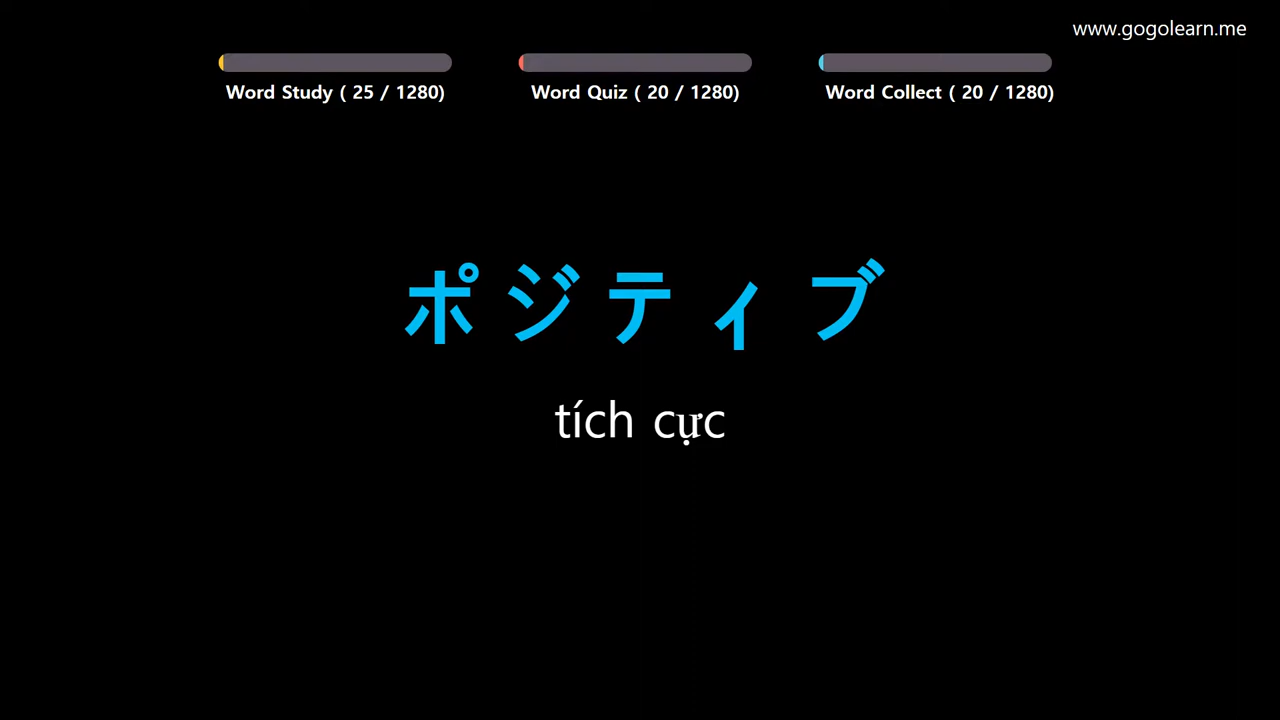 www.gogolearn.me
Word Study ( 25 / 1280)
Word Quiz ( 20 / 1280)
Word Collect ( 20 / 1280)
ポジティブ
tích cực